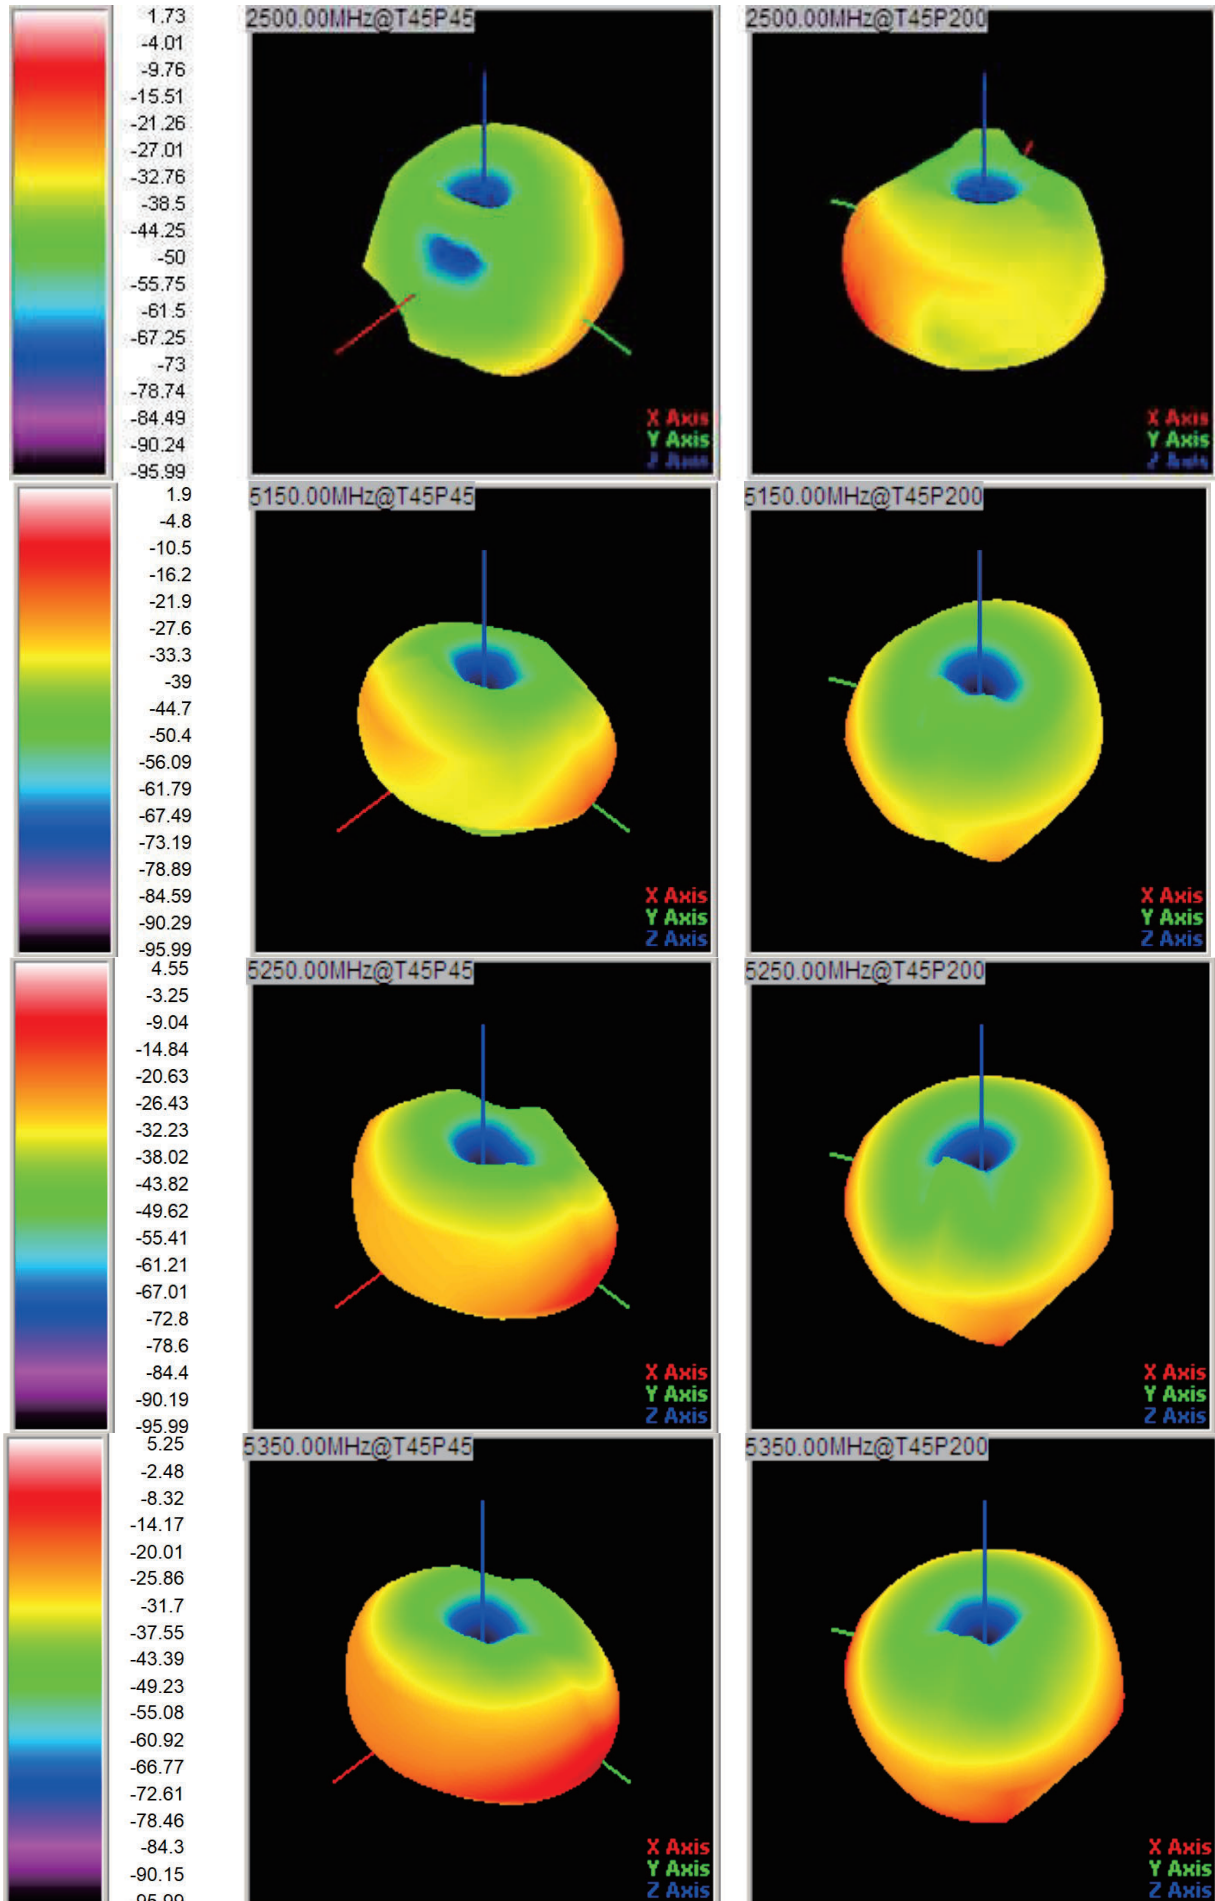 1.73
-4.01
-9.76
-15.51
-21.26
-27.01
-32.76
-38.5
-44.25
-50
-55.75
-61.5
-67.25
-73
-78.74
-84.49
-90.24
-95.99
2500.00MHz@T45P45
X Axis
Y Axis
Z Axis
2500.00MHz@T45P200
X Axis
Y Axis
Z Axis
1.9
-4.8
-10.5
-16.2
-21.9
-27.6
-33.3
-39
-44.7
-50.4
-56.09
-61.79
-67.49
-73.19
-78.89
-84.59
-90.29
-95.99
5150.00MHz@T45P45
X Axis
Y Axis
Z Axis
5150.00MHz@T45P200
X Axis
Y Axis
Z Axis
4.55
-3.25
-9.04
-14.84
-20.63
-26.43
-32.23
-38.02
-43.82
-49.62
-55.41
-61.21
-67.01
-72.8
-78.6
-84.4
-90.19
-95.99
5250.00MHz@T45P45
X Axis
Y Axis
Z Axis
5250.00MHz@T45P200
X Axis
Y Axis
Z Axis
5.25
-2.48
-8.32
-14.17
-20.01
-25.86
-31.7
-37.55
-43.39
-49.23
-55.08
-60.92
-66.77
-72.61
-78.46
-84.3
-90.15
-95.99
5350.00MHz@T45P45
X Axis
Y Axis
Z Axis
5350.00MHz@T45P200
X Axis
Y Axis
Z Axis